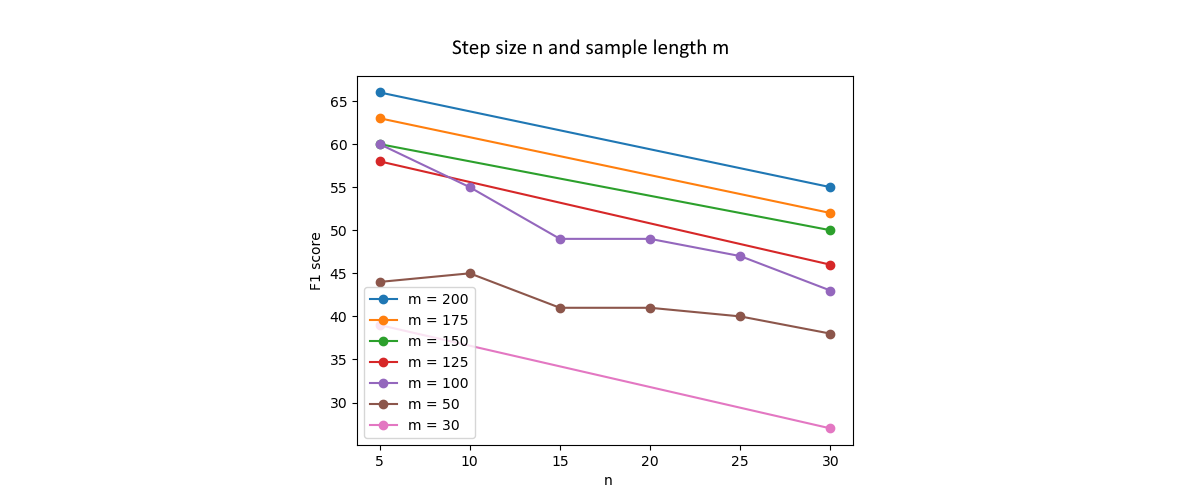 Step size n and sample length m
65
60
55
50
45
40
35
30
F1 score
m = 200
m = 175
m = 150
m = 125
m = 100
m = 50
m = 30
5 10 15 20 25 30
n